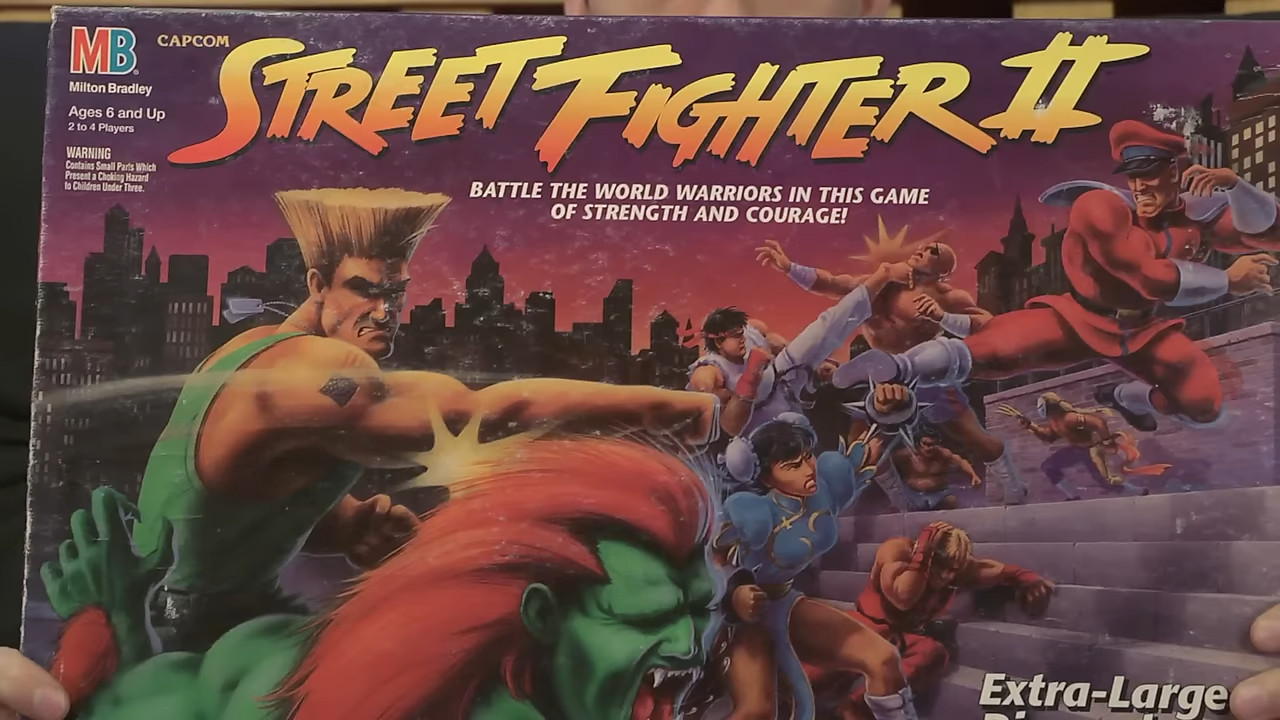 MB
Milton Bradley
CAPCOM
STREET FIGHTER II
Ages 6 and Up
2 to 4 Players
WARNING
Contains Small Parts Which
Present a Choking Hazard
to Children Under Three.
BATTLE THE WORLD WARRIORS IN THIS GAME
OF STRENGTH AND COURAGE!
Extra-Large